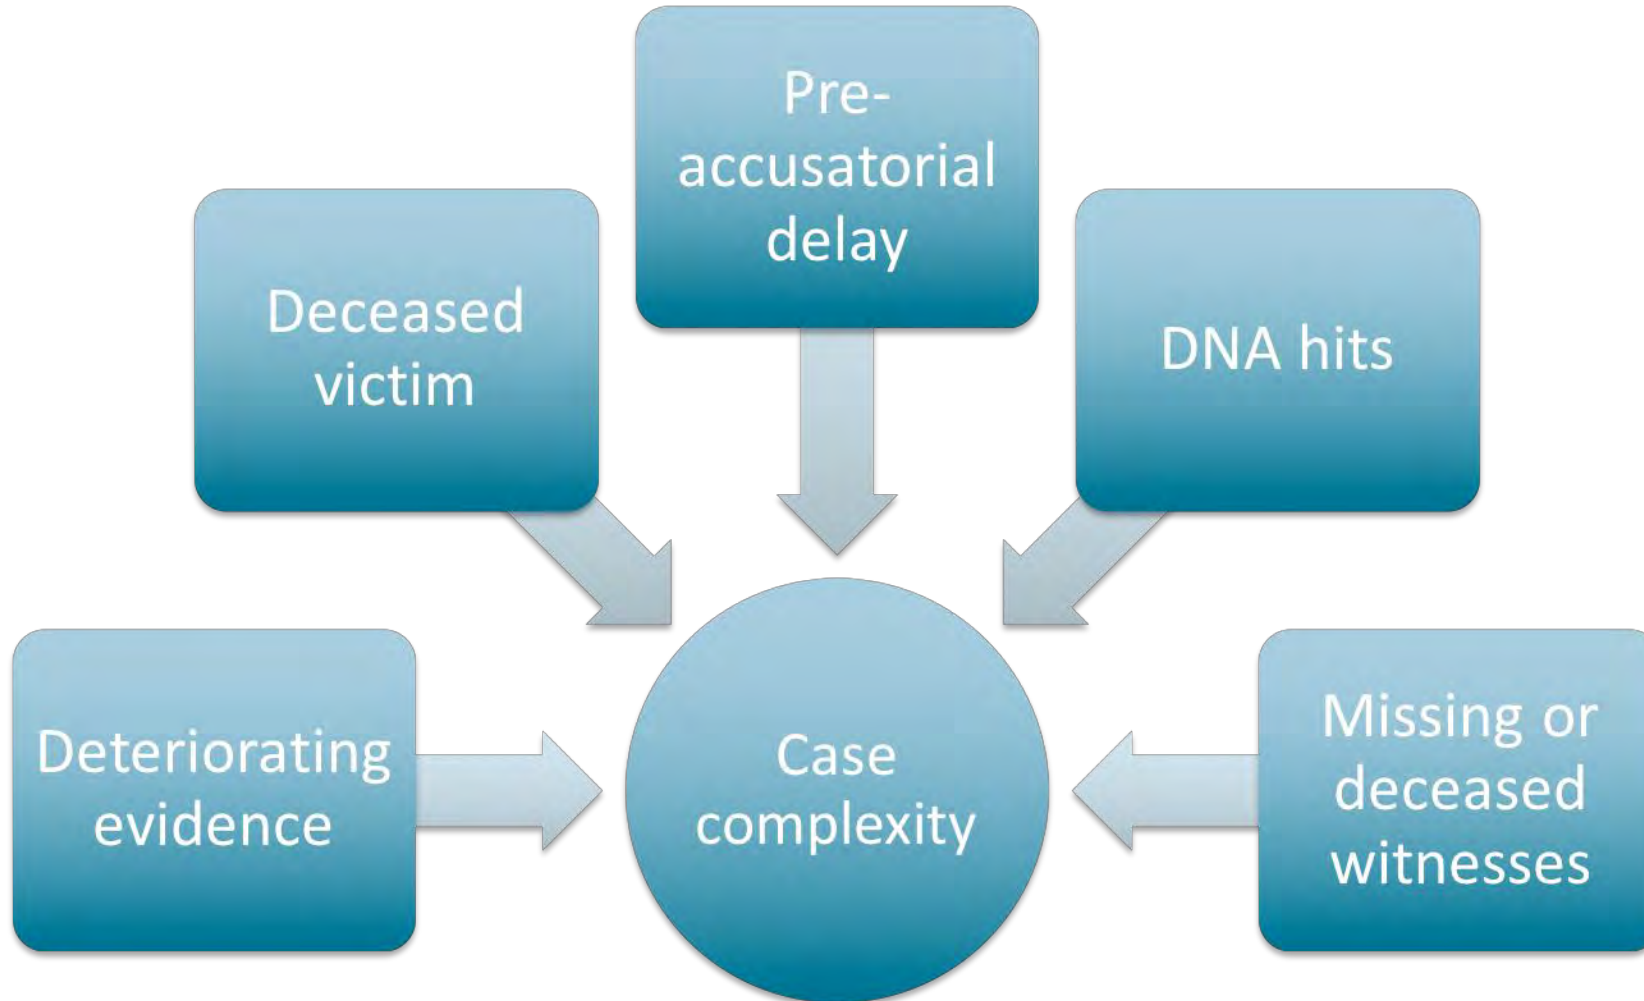 Pre-
accusatorial
delay
Deceased
victim
DNA hits
Deteriorating
evidence
Case
complexity
Missing or
deceased
witnesses